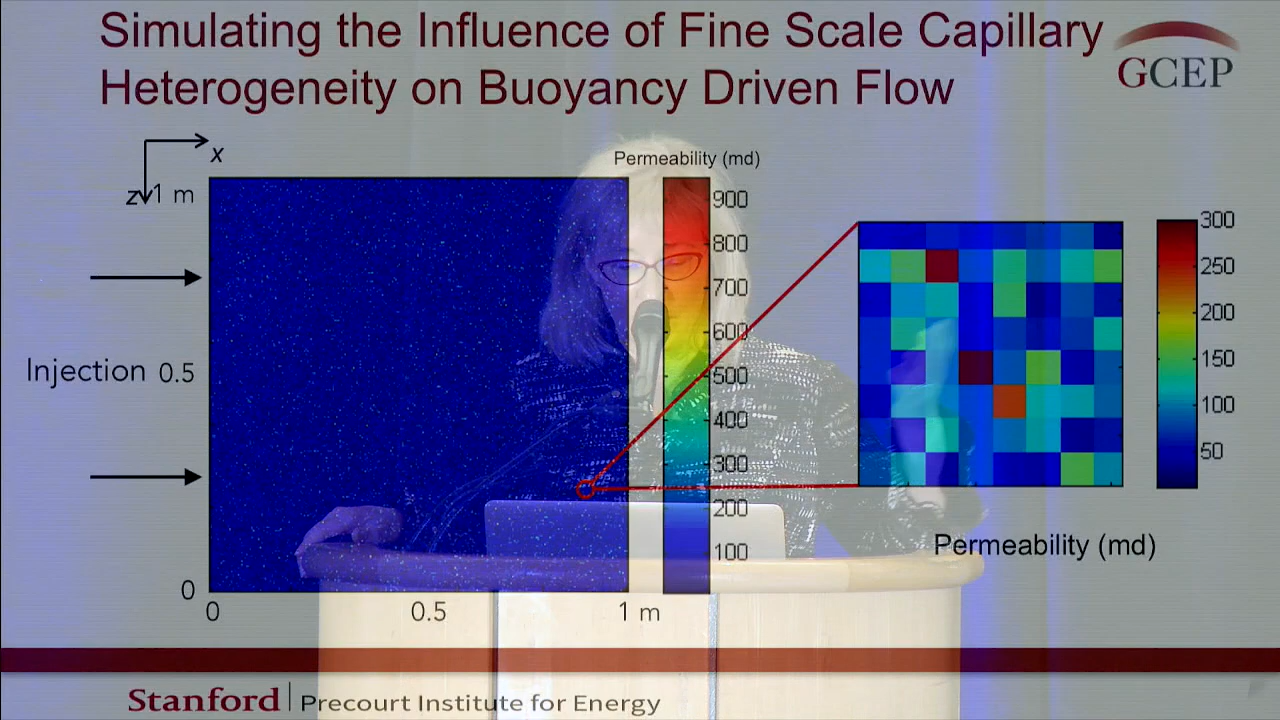 Simulating the Influence of Fine Scale Capillary
Heterogeneity on Buoyancy Driven Flow
GCEP
x
z
1 m
Injection
0.5
0
0
0.5
1 m
Permeability (md)
900
800
700
600
500
400
300
200
100
300
250
200
150
100
50
Permeability (md)
Stanford | Precourt Institute for Energy